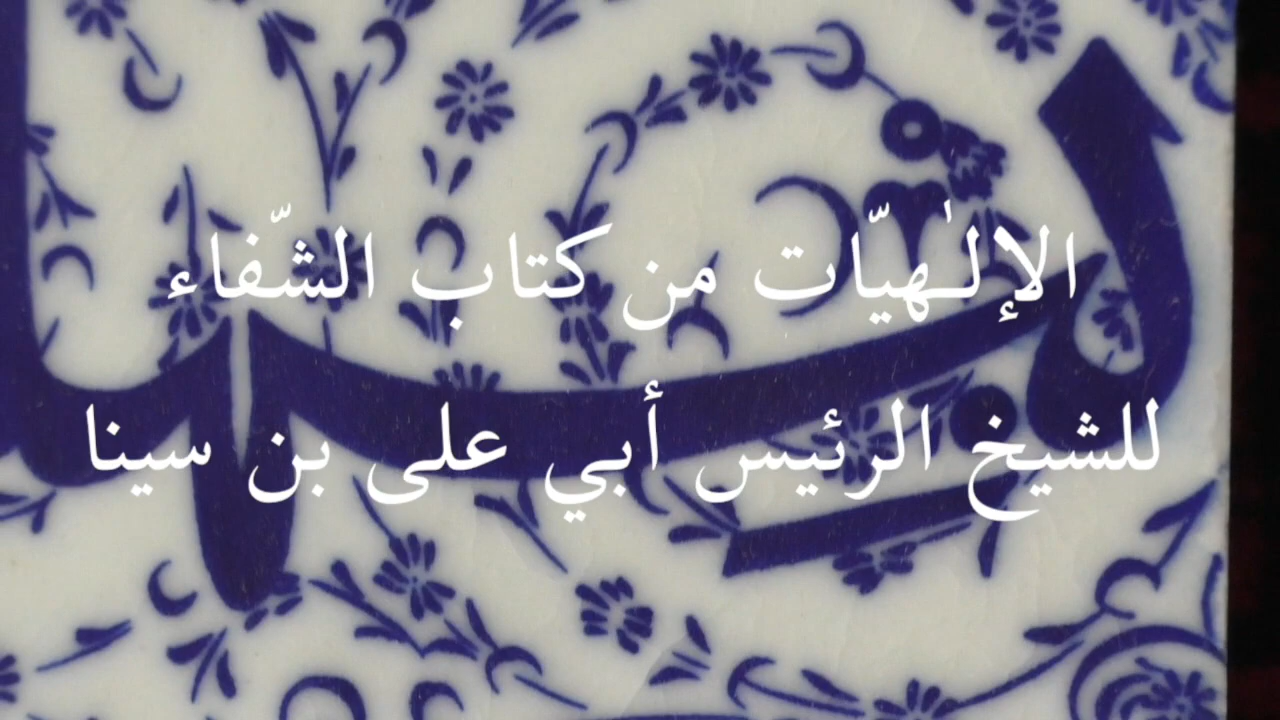 الإلـٰهيّات من كتاب الشّفاء
للشيخ الرئيس أبي على بن سينا